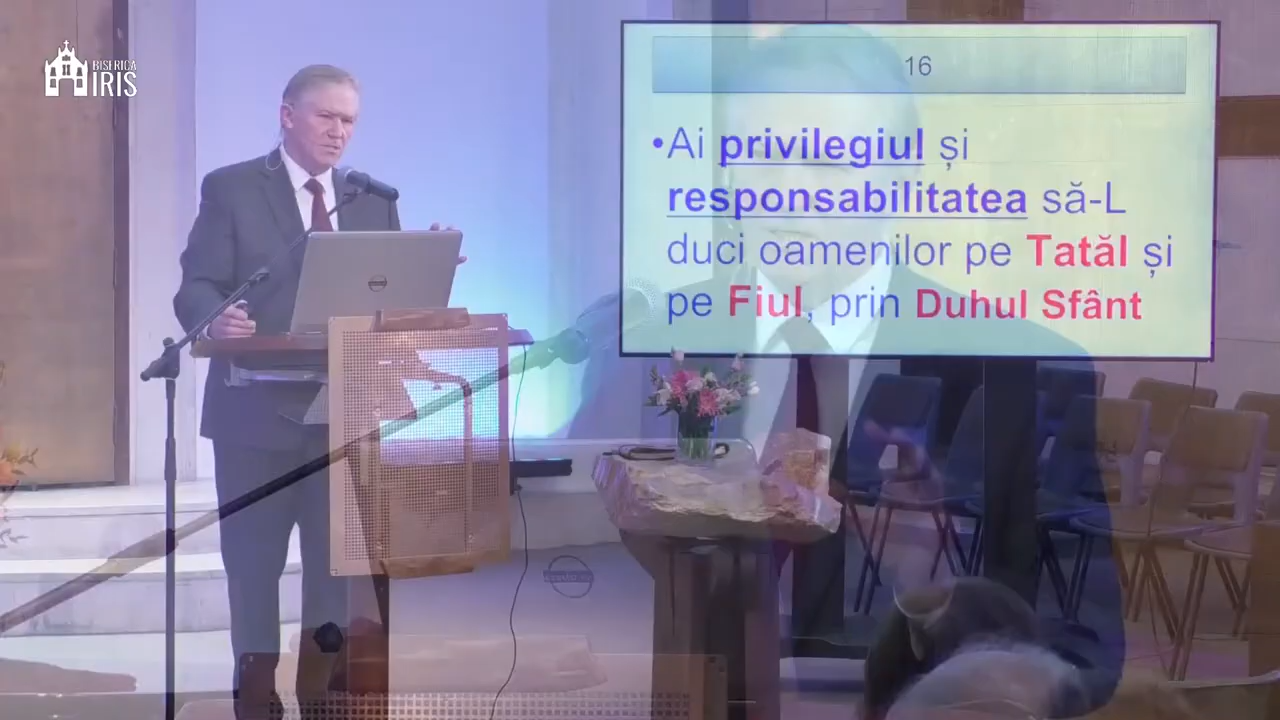 BISERICA
IRIS
16
•Ai privilegiul și
responsabilitatea să-L
duci oamenilor pe Tatăl și
pe Fiul, prin Duhul Sfânt